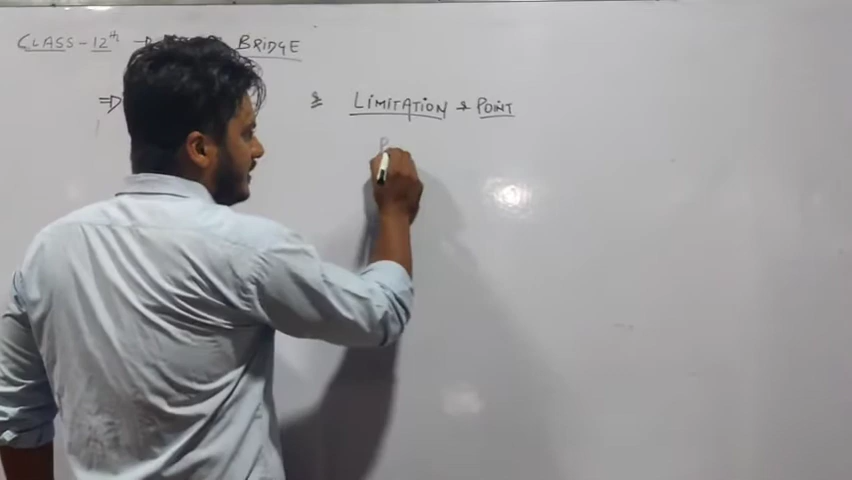 CLASS-12th → BRIDGE
⇒ & LIMITATION & POINT
P